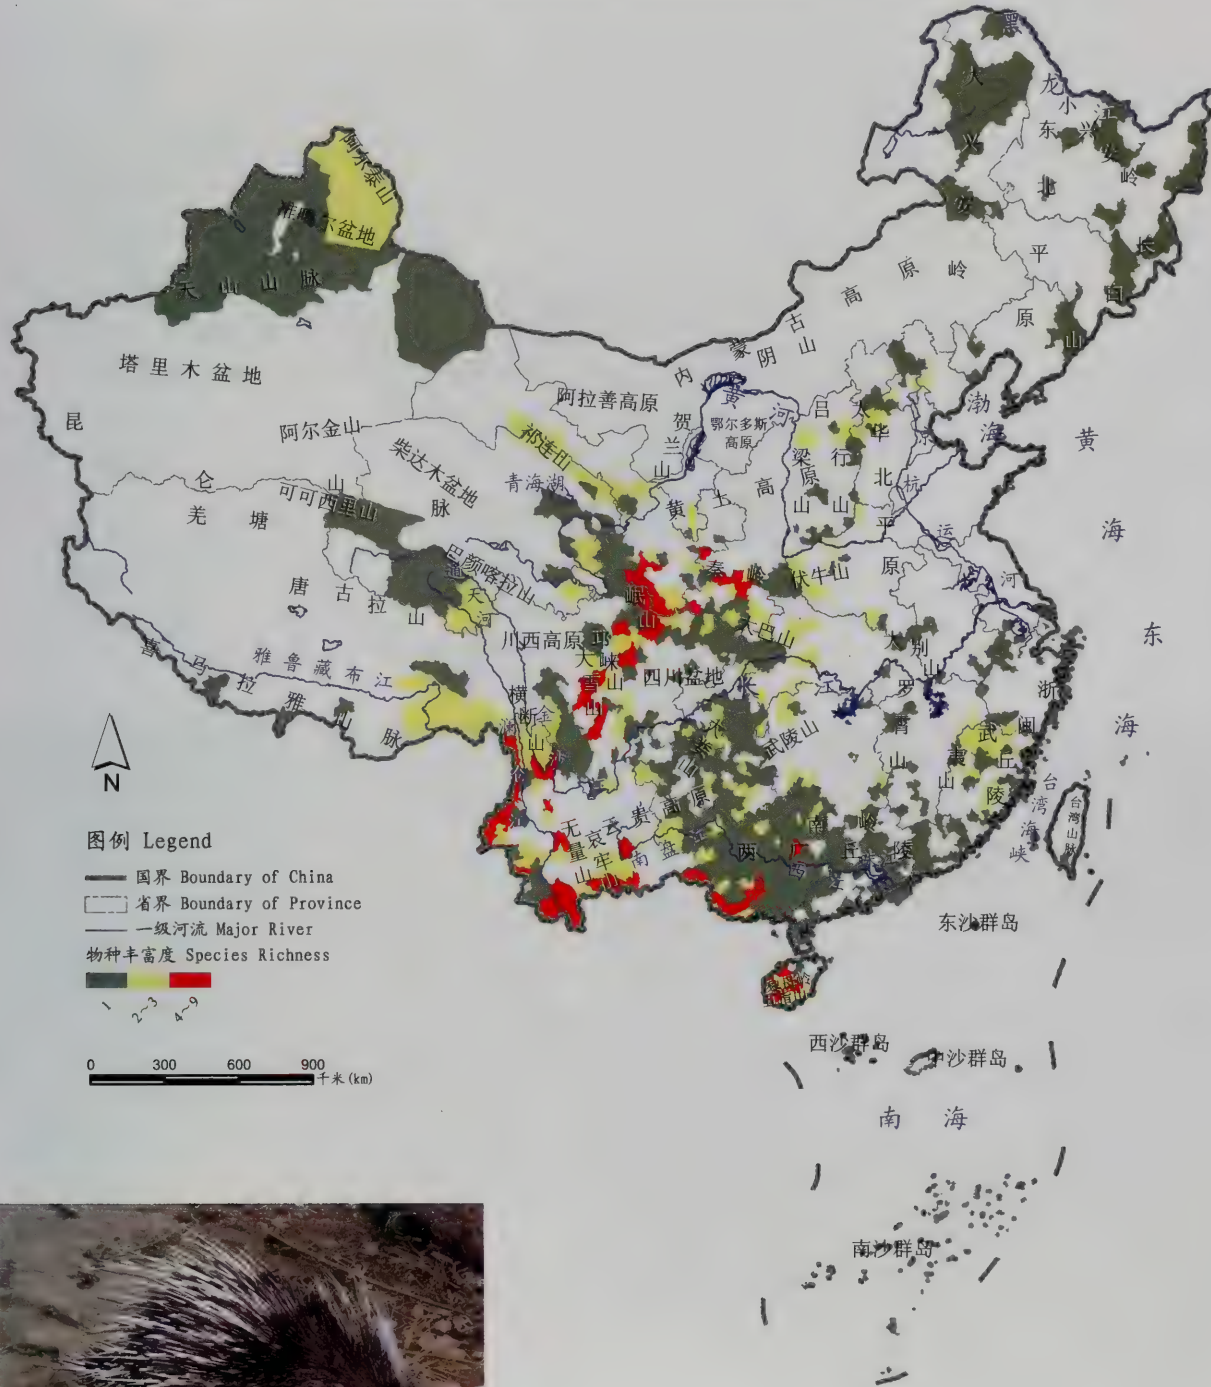 黑
龙
江
大
兴
安
岭
小
兴
安
岭
东
北
平
原
长
白
山
阿尔泰山
准噶尔盆地
天山山脉
塔里木盆地
内蒙古高原
阴山
阿拉善高原
贺兰山
黄河
鄂尔多斯
高原
吕梁山
太行山
华北平原
京杭运河
渤海
黄海
昆仑山脉
阿尔金山
祁连山
柴达木盆地
青海湖
黄土高原
可可西里山
羌塘
巴颜喀拉山
通天河
唐古拉山
秦岭
伏牛山
岷山
大巴山
川西高原
邛崃山
大雪山
四川盆地
长江
大别山
喜马拉雅山脉
雅鲁藏布江
横断山
金沙江
武陵山
罗霄山
武夷山
浙闽丘陵
东海
台湾海峡
台湾山脉
无量山
哀牢山
云贵高原
南盘江
南岭
两广丘陵
西江
珠江
东沙群岛
西沙群岛
中沙群岛
南海
南沙群岛
N
图例 Legend
国界 Boundary of China
省界 Boundary of Province
一级河流 Major River
物种丰富度 Species Richness
1 2~3 4~9
0 300 600 900
千米(km)